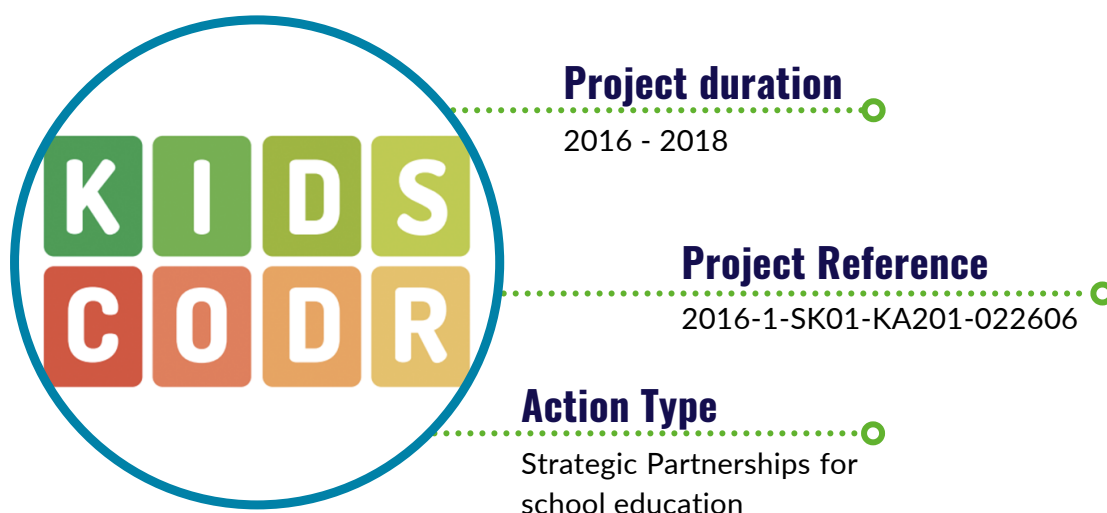 KIDS
CODR
Project duration
2016 - 2018
Project Reference
2016-1-SK01-KA201-022606
Action Type
Strategic Partnerships for
school education